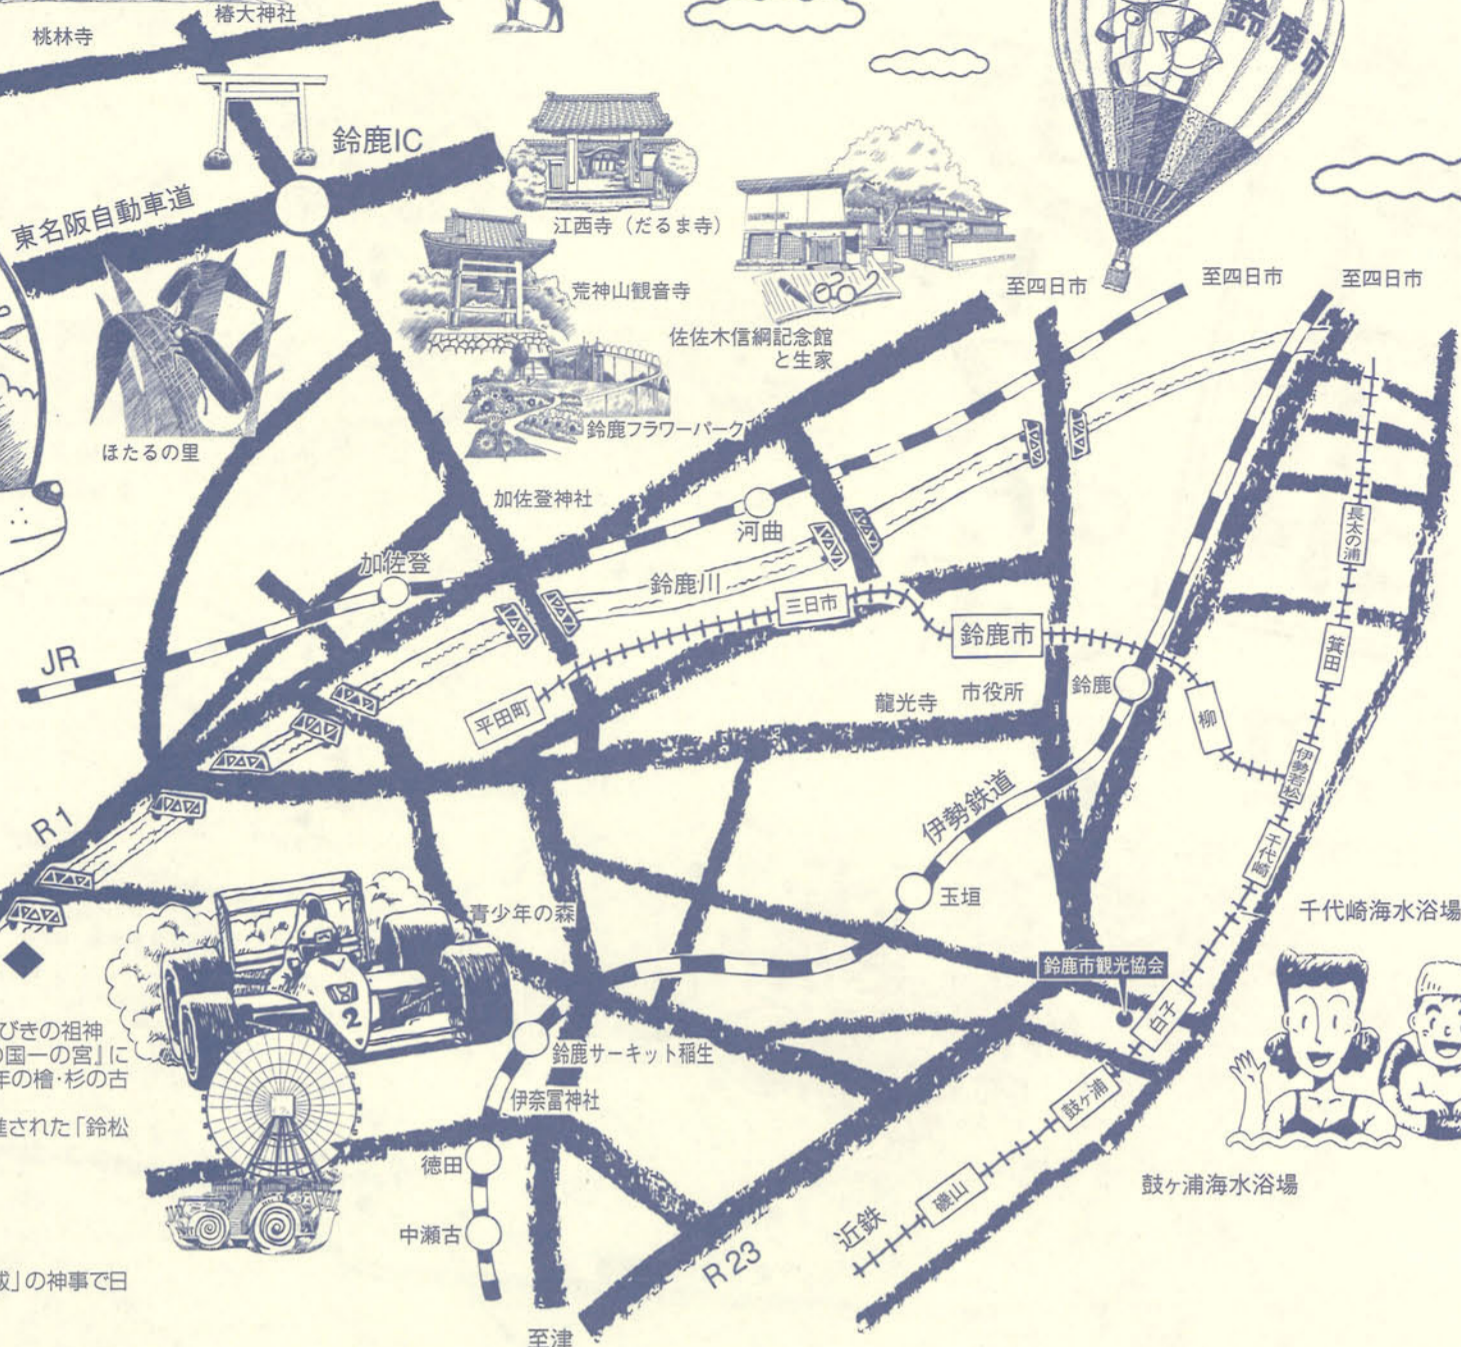 椿大神社
桃林寺
鈴鹿市
鈴鹿IC
東名阪自動車道
江西寺（だるま寺）
荒神山観音寺
佐佐木信綱記念館
と生家
至四日市
至四日市
至四日市
鈴鹿フラワーパーク
ほたるの里
加佐登神社
河曲
加佐登
鈴鹿川
三日市
鈴鹿市
長太の浦
箕田
JR
平田町
龍光寺
市役所
鈴鹿
柳
伊勢若松
伊勢鉄道
千代崎
R1
玉垣
青少年の森
千代崎海水浴場
鈴鹿市観光協会
白子
2
びきの祖神
の国一の宮』に
年の檜・杉の古
進された「鈴松
鈴鹿サーキット稲生
伊奈冨神社
鼓ヶ浦
徳田
磯山
鼓ヶ浦海水浴場
中瀬古
近鉄
R23
」の神事で日
至津